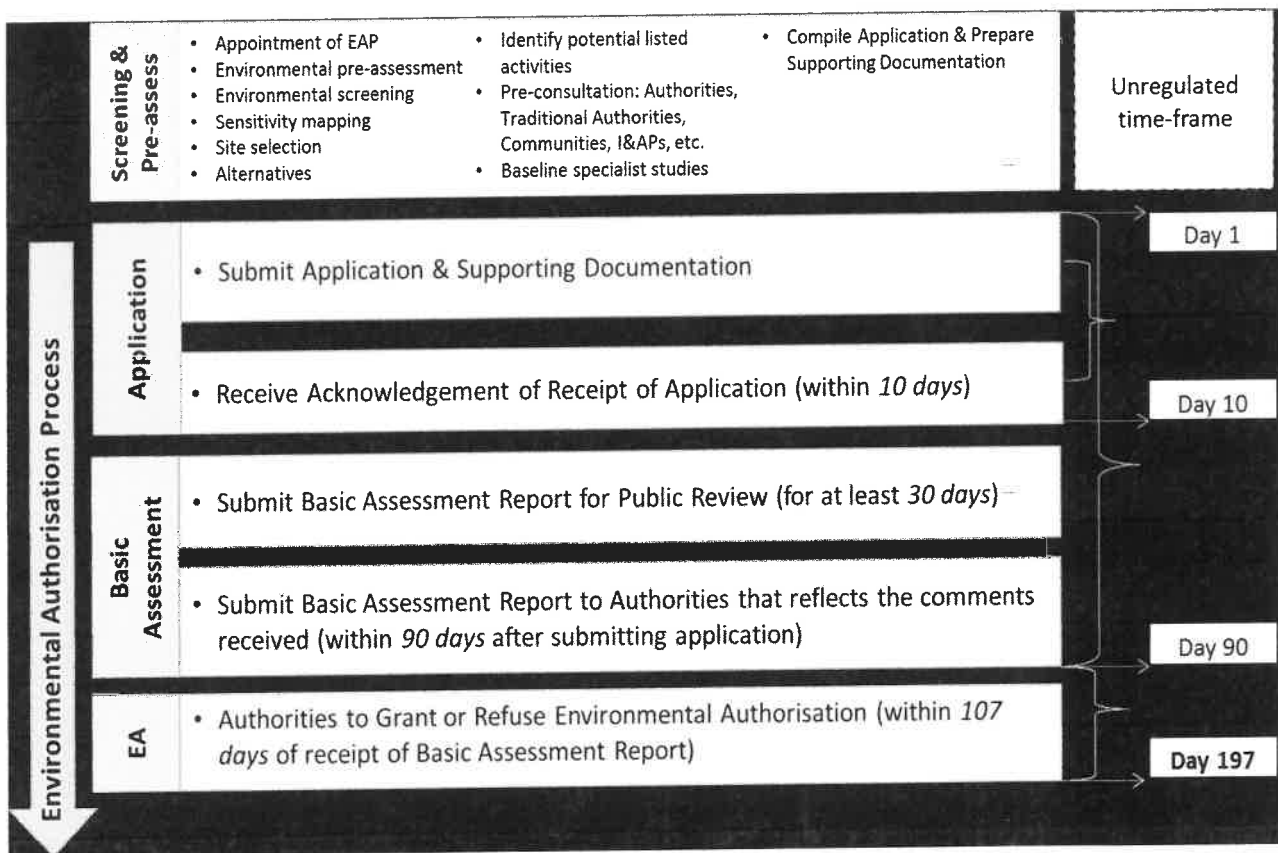 Screening &
Pre-assess
• Appointment of EAP
• Environmental pre-assessment
• Environmental screening
• Sensitivity mapping
• Site selection
• Alternatives
• Identify potential listed
activities
• Pre-consultation: Authorities,
Traditional Authorities,
Communities, I&APs, etc.
• Baseline specialist studies
• Compile Application & Prepare
Supporting Documentation
Unregulated
time-frame
Environmental Authorisation Process
Application
• Submit Application & Supporting Documentation
Day 1
• Receive Acknowledgement of Receipt of Application (within 10 days)
Day 10
Basic
Assessment
• Submit Basic Assessment Report for Public Review (for at least 30 days)
• Submit Basic Assessment Report to Authorities that reflects the comments
received (within 90 days after submitting application)
Day 90
EA
• Authorities to Grant or Refuse Environmental Authorisation (within 107
days of receipt of Basic Assessment Report)
Day 197